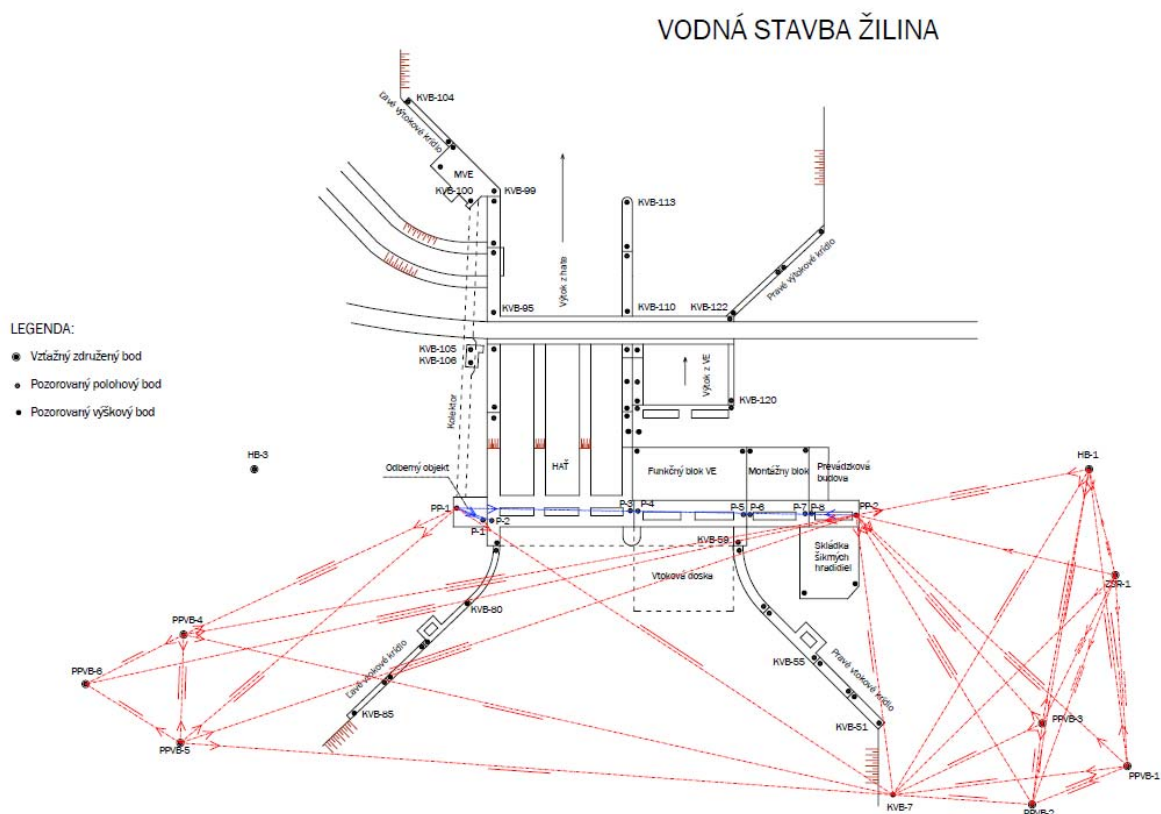 VODNÁ STAVBA ŽILINA
KVB-104
Ľavé výtokové krídlo
MVE
KVB-100
KVB-99
KVB-113
Výtok z hate
Pravé výtokové krídlo
KVB-95
KVB-110
KVB-122
LEGENDA:
Vzťažný združený bod
Pozorovaný polohový bod
Pozorovaný výškový bod
KVB-105
KVB-106
Výtok z VE
KVB-120
Kolektor
HB-3
Odberný objekt
HAŤ
Funkčný blok VE
Montážny blok
Prevádzková
budova
HB-1
PP-1
P-1
P-2
P-3
P-4
P-5
P-6
P-7
P-8
PP-2
KVB-59
Vtoková doska
Skládka
šikmých
hradidiel
ZSR-1
KVB-80
PPVB-4
PPVB-6
Ľavé vtokové krídlo
KVB-55
Pravé vtokové krídlo
KVB-85
KVB-51
PPVB-3
PPVB-5
PPVB-1
KVB-7
PPVB-2